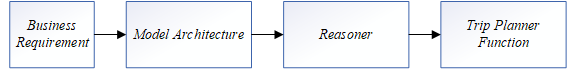 Business
Requirement
Model Architecture
Reasoner
Trip Planner
Function